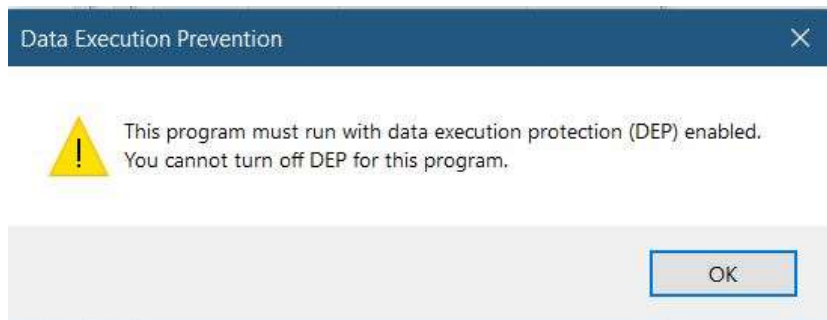 Data Execution Prevention
This program must run with data execution protection (DEP) enabled.
You cannot turn off DEP for this program.
OK